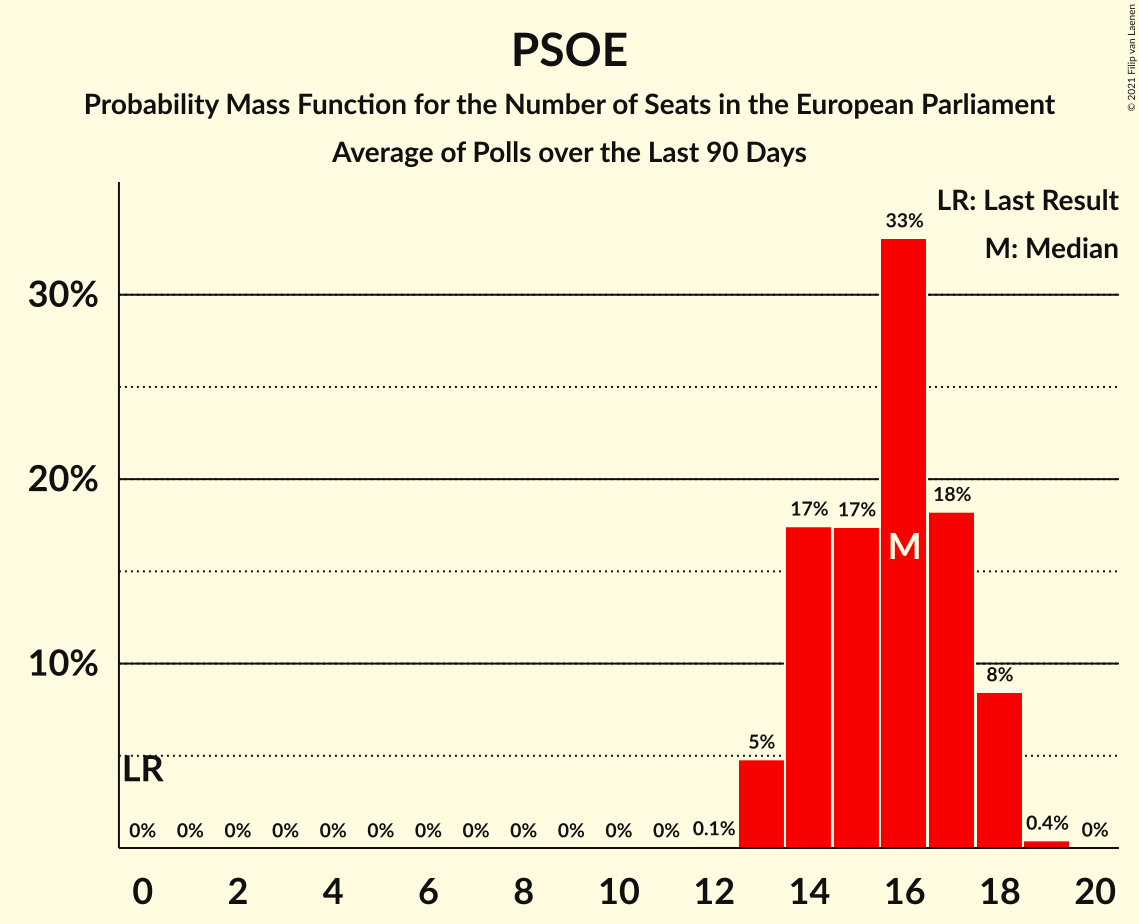 PSOE
Probability Mass Function for the Number of Seats in the European Parliament
Average of Polls over the Last 90 Days
© 2021 Filip van Laenen
LR: Last Result
M: Median
33%
30%
20%
18%
17% 17%
M
10%
8%
5%
LR
0% 0% 0% 0% 0% 0% 0% 0% 0% 0% 0% 0% 0.1% 0.4% 0%
0 2 4 6 8 10 12 14 16 18 20